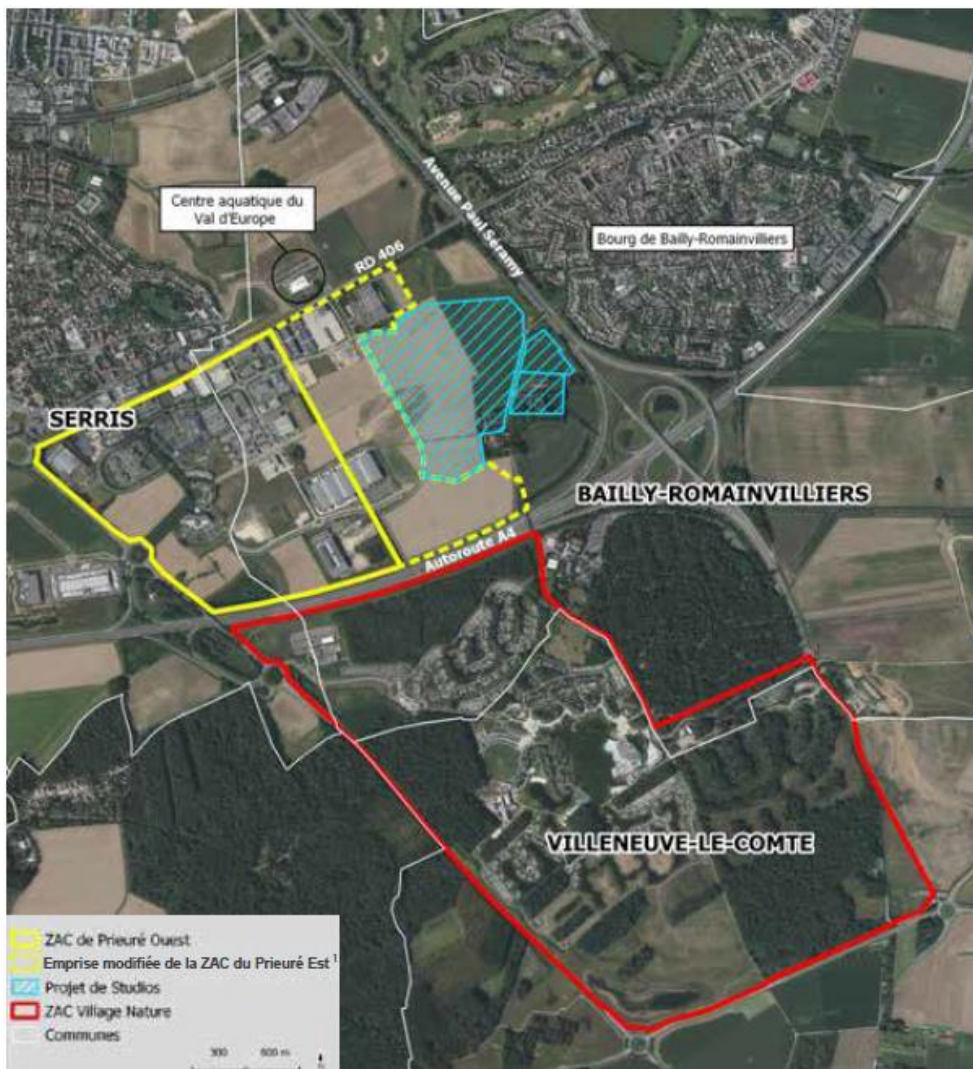 Centre aquatique du
Val d'Europe
Avenue Paul Séramy
Bourg de Bailly-Romainvilliers
RD 406
SERRIS
BAILLY-ROMAINVILLIERS
Autoroute A4
VILLENEUVE-LE-COMTE
ZAC de Prieuré Ouest
Emprise modifiée de la ZAC du Prieuré Est 1
Projet de Studios
ZAC Village Nature
Communes
300 600 m